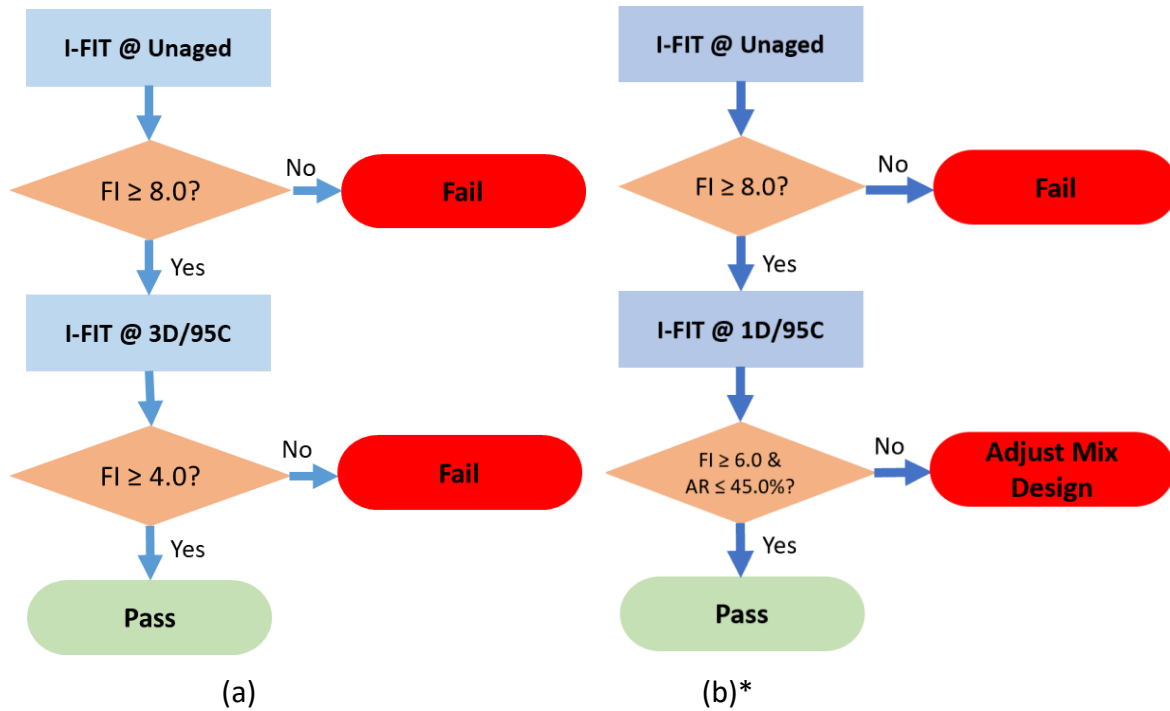 I-FIT @ Unaged
FI ≥ 8.0?
No
Fail
Yes
I-FIT @ 3D/95C
FI ≥ 4.0?
No
Fail
Yes
Pass
(a)
I-FIT @ Unaged
FI ≥ 8.0?
No
Fail
Yes
I-FIT @ 1D/95C
FI ≥ 6.0 &
AR ≤ 45.0%?
No
Adjust Mix
Design
Yes
Pass
(b)*